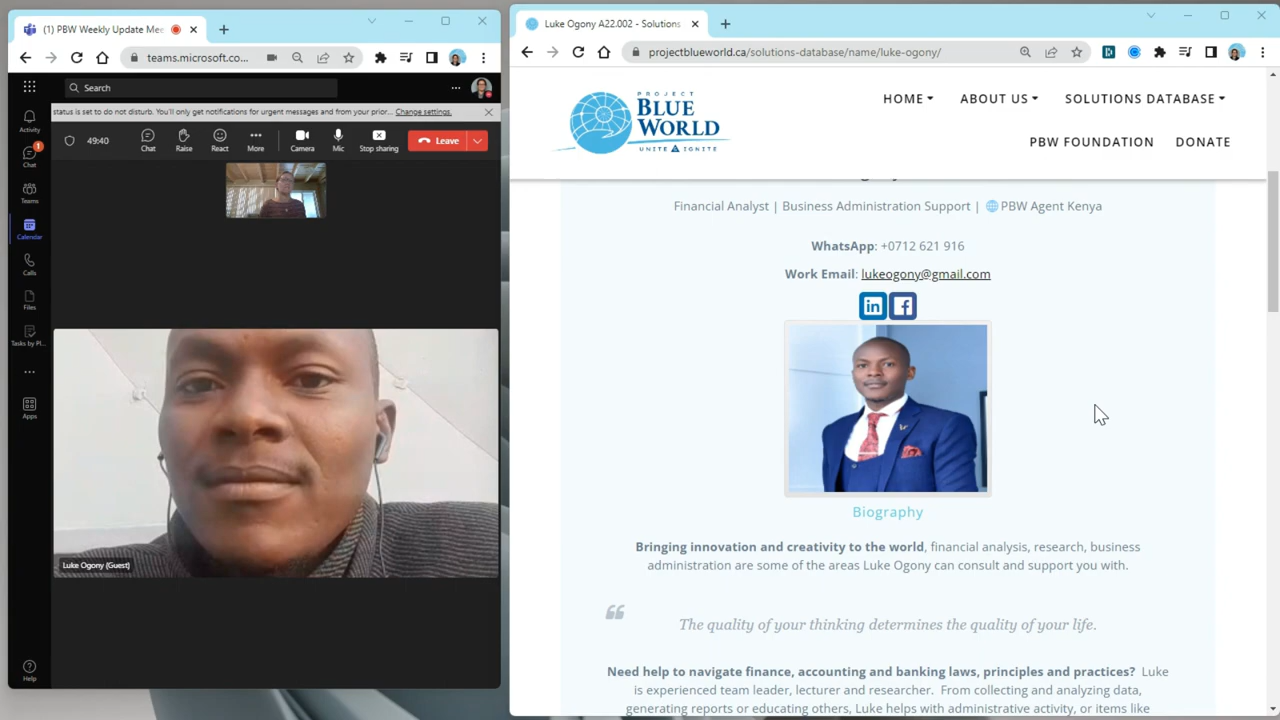 (1) PBW Weekly Update Mee
teams.microsoft.co...
Search
status is set to do not disturb. You'll only get notifications for urgent messages and from your prior... Change settings.
49:40
Chat
Raise
React
More
Camera
Mic
Stop sharing
Leave
Activity
Chat
1
Teams
Calendar
Calls
Files
Tasks by Pl...
Apps
Help
Luke Ogony (Guest)
Luke Ogony A22.002 - Solutions
projectblueworld.ca/solutions-database/name/luke-ogony/
PROJECT
BLUE
WORLD
UNITE & IGNITE
HOME
ABOUT US
SOLUTIONS DATABASE
PBW FOUNDATION
DONATE
Financial Analyst | Business Administration Support | PBW Agent Kenya
WhatsApp: +0712 621 916
Work Email: lukeogony@gmail.com
in f
Biography
Bringing innovation and creativity to the world, financial analysis, research, business
administration are some of the areas Luke Ogony can consult and support you with.
The quality of your thinking determines the quality of your life.
Need help to navigate finance, accounting and banking laws, principles and practices? Luke
is experienced team leader, lecturer and researcher. From collecting and analyzing data,
generating reports or educating others, Luke helps with administrative activity, or items like